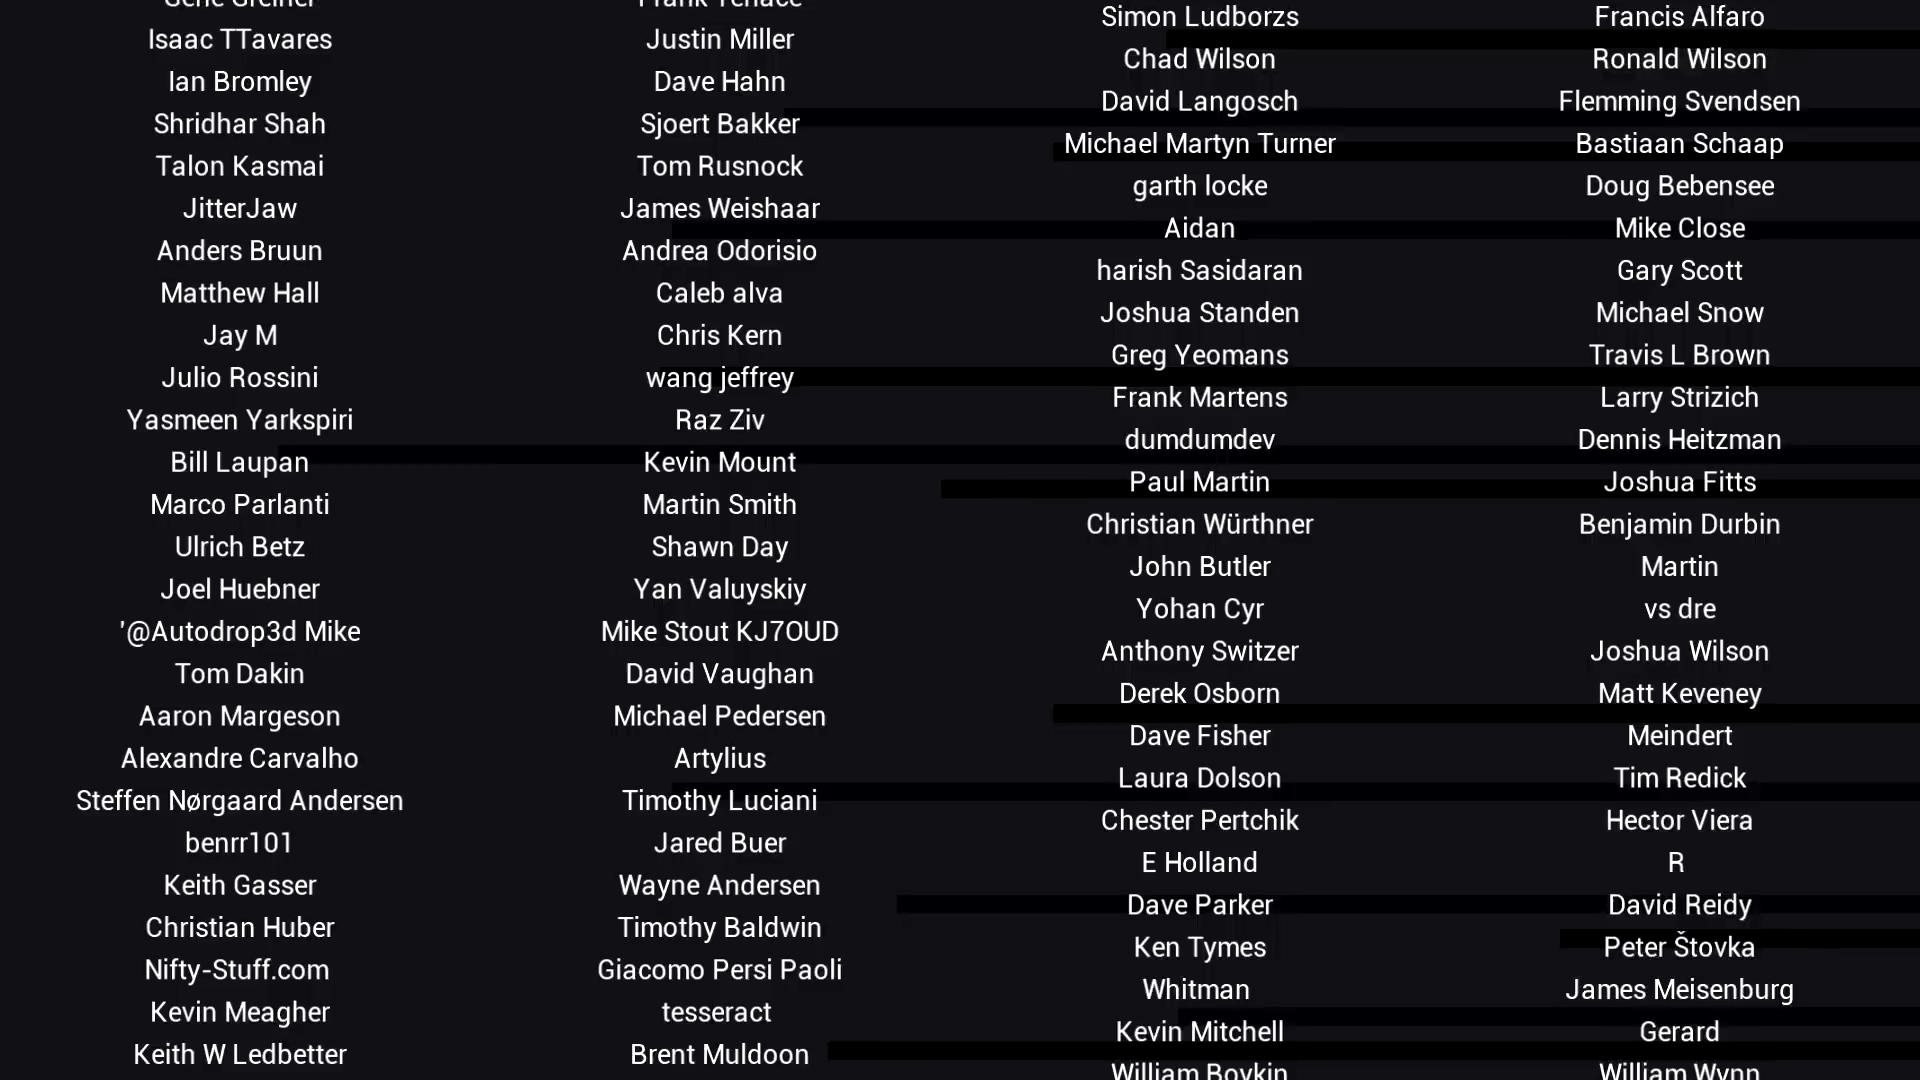 Isaac TTavares
Ian Bromley
Shridhar Shah
Talon Kasmai
JitterJaw
Anders Bruun
Matthew Hall
Jay M
Julio Rossini
Yasmeen Yarkspiri
Bill Laupan
Marco Parlanti
Ulrich Betz
Joel Huebner
'@Autodrop3d Mike
Tom Dakin
Aaron Margeson
Alexandre Carvalho
Steffen Nørgaard Andersen
benrr101
Keith Gasser
Christian Huber
Nifty-Stuff.com
Kevin Meagher
Keith W Ledbetter
Justin Miller
Dave Hahn
Sjoert Bakker
Tom Rusnock
James Weishaar
Andrea Odorisio
Caleb alva
Chris Kern
wang jeffrey
Raz Ziv
Kevin Mount
Martin Smith
Shawn Day
Yan Valuyskiy
Mike Stout KJ7OUD
David Vaughan
Michael Pedersen
Artylius
Timothy Luciani
Jared Buer
Wayne Andersen
Timothy Baldwin
Giacomo Persi Paoli
tesseract
Brent Muldoon
Simon Ludborzs
Chad Wilson
David Langosch
Michael Martyn Turner
garth locke
Aidan
harish Sasidaran
Joshua Standen
Greg Yeomans
Frank Martens
dumdumdev
Paul Martin
Christian Würthner
John Butler
Yohan Cyr
Anthony Switzer
Derek Osborn
Dave Fisher
Laura Dolson
Chester Pertchik
E Holland
Dave Parker
Ken Tymes
Whitman
Kevin Mitchell
William Boykin
Francis Alfaro
Ronald Wilson
Flemming Svendsen
Bastiaan Schaap
Doug Bebensee
Mike Close
Gary Scott
Michael Snow
Travis L Brown
Larry Strizich
Dennis Heitzman
Joshua Fitts
Benjamin Durbin
Martin
vs dre
Joshua Wilson
Matt Keveney
Meindert
Tim Redick
Hector Viera
R
David Reidy
Peter Štovka
James Meisenburg
Gerard
William Wynn